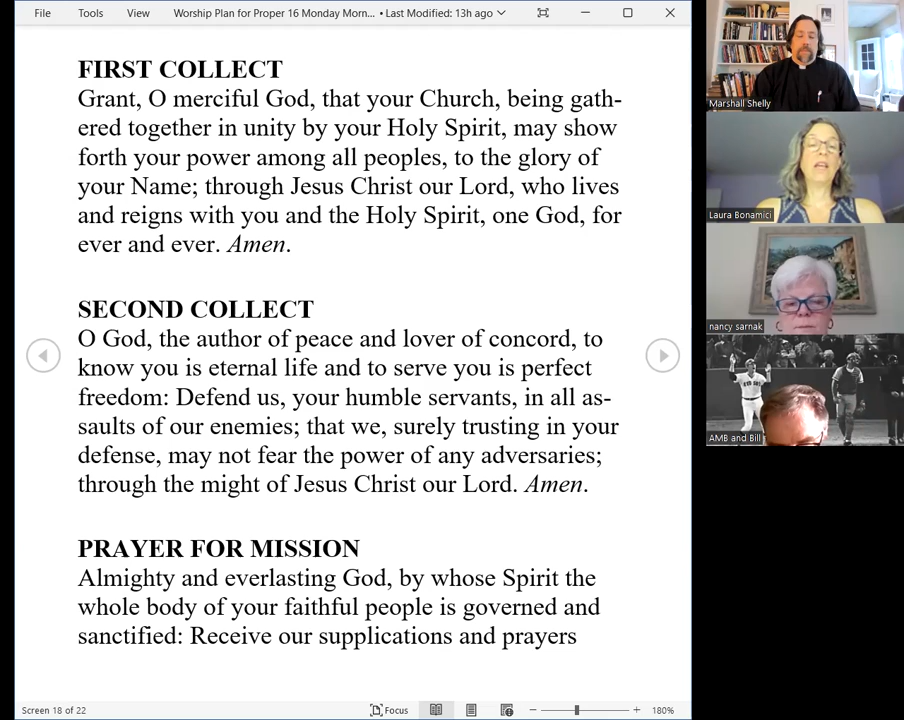 File Tools View Worship Plan for Proper 16 Monday Morn... • Last Modified: 13h ago
FIRST COLLECT
Grant, O merciful God, that your Church, being gath-
ered together in unity by your Holy Spirit, may show
forth your power among all peoples, to the glory of
your Name; through Jesus Christ our Lord, who lives
and reigns with you and the Holy Spirit, one God, for
ever and ever. Amen.
SECOND COLLECT
O God, the author of peace and lover of concord, to
know you is eternal life and to serve you is perfect
freedom: Defend us, your humble servants, in all as-
saults of our enemies; that we, surely trusting in your
defense, may not fear the power of any adversaries;
through the might of Jesus Christ our Lord. Amen.
PRAYER FOR MISSION
Almighty and everlasting God, by whose Spirit the
whole body of your faithful people is governed and
sanctified: Receive our supplications and prayers
Screen 18 of 22 Focus 180%
Marshall Shelly
Laura Bonamici
nancy sarnak
RED SOX
AMB and Bill